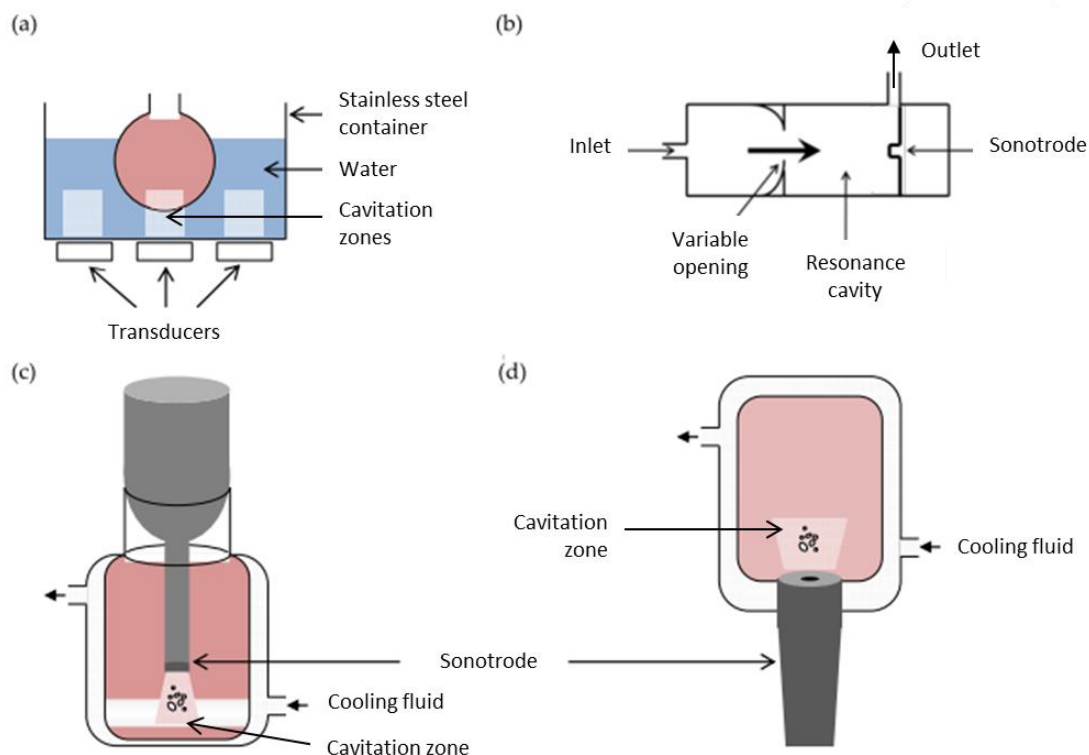 (a)
Stainless steel
container
Water
Cavitation
zones
Transducers
(b)
Outlet
Inlet
Sonotrode
Variable
opening
Resonance
cavity
(c)
Sonotrode
Cooling fluid
Cavitation zone
(d)
Cavitation
zone
Cooling fluid